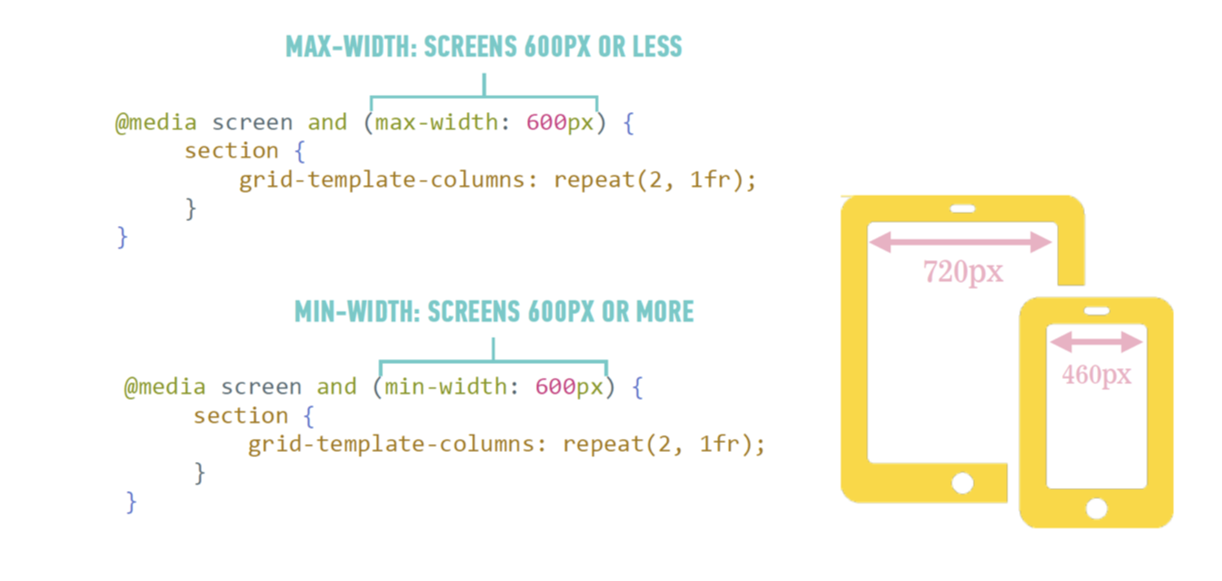 MAX-WIDTH: SCREENS 600PX OR LESS
@media screen and (max-width: 600px) {
section {
grid-template-columns: repeat(2, 1fr);
}
}
MIN-WIDTH: SCREENS 600PX OR MORE
@media screen and (min-width: 600px) {
section {
grid-template-columns: repeat(2, 1fr);
}
}
720px
460px